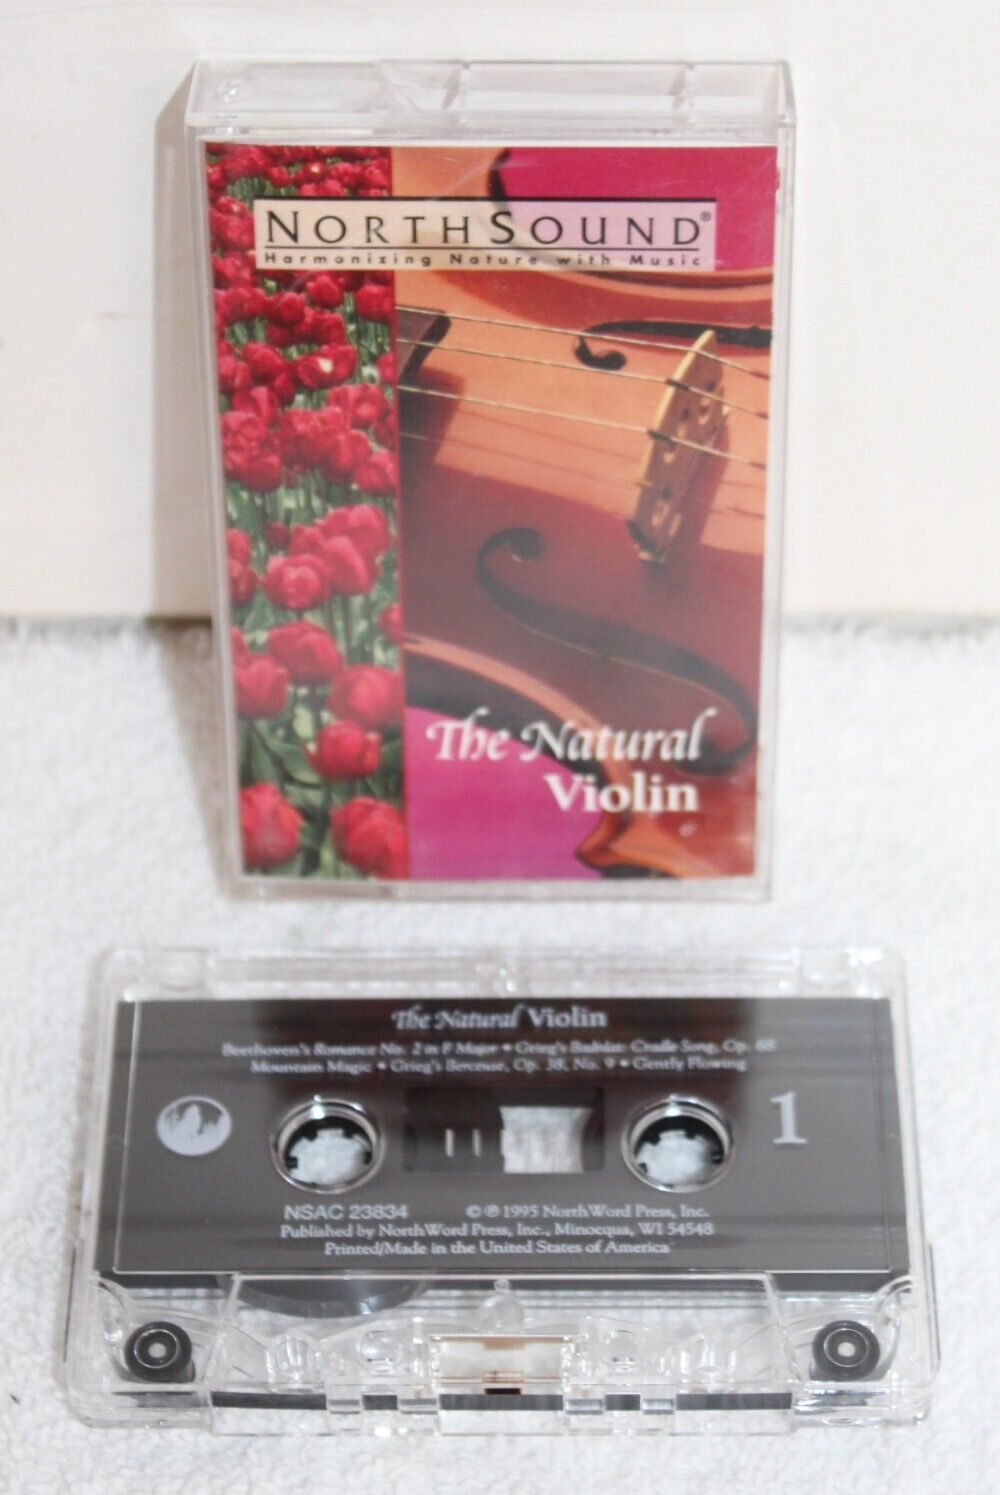 NORTHSOUND®
Harmonizing Nature with Music
The Natural
Violin
The Natural Violin
Beethoven's Romance No. 2 in F Major • Grieg's Badnlat: Cradle Song, Op. 68
Mountain Magic • Grieg's Berceuse, Op. 38, No. 9 • Gently Flowing
1
NSAC 23834 © ℗ 1995 NorthWord Press, Inc.
Published by NorthWord Press, Inc., Minocqua, WI 54548
Printed/Made in the United States of America